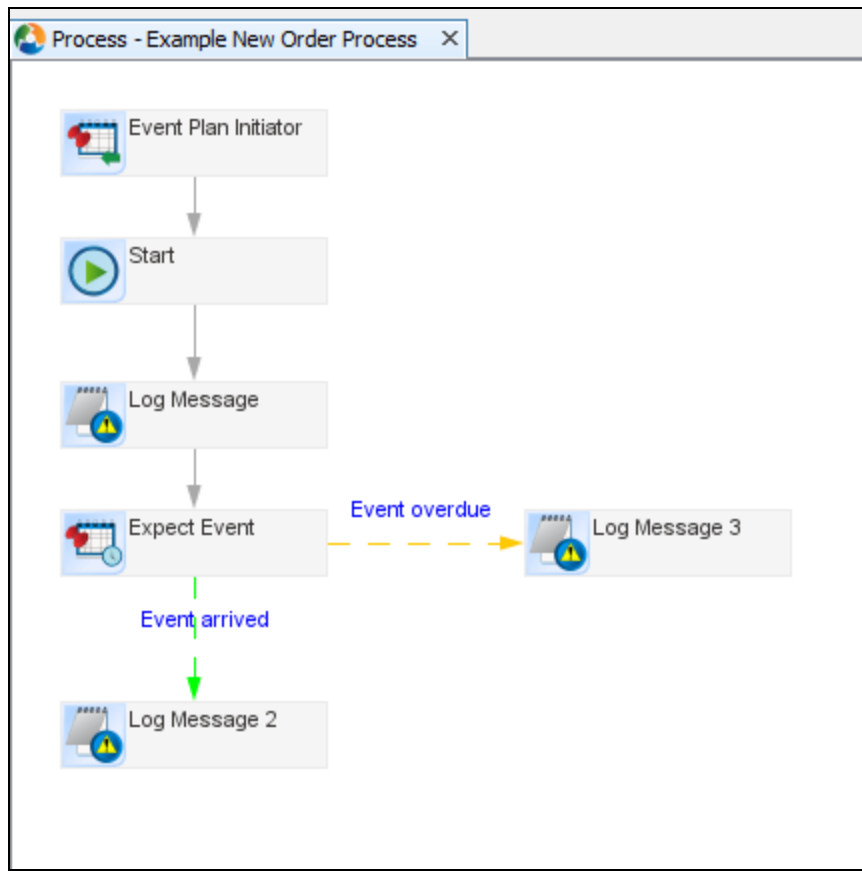 Process - Example New Order Process
Event Plan Initiator
Start
Log Message
Expect Event
Event overdue
Log Message 3
Event arrived
Log Message 2